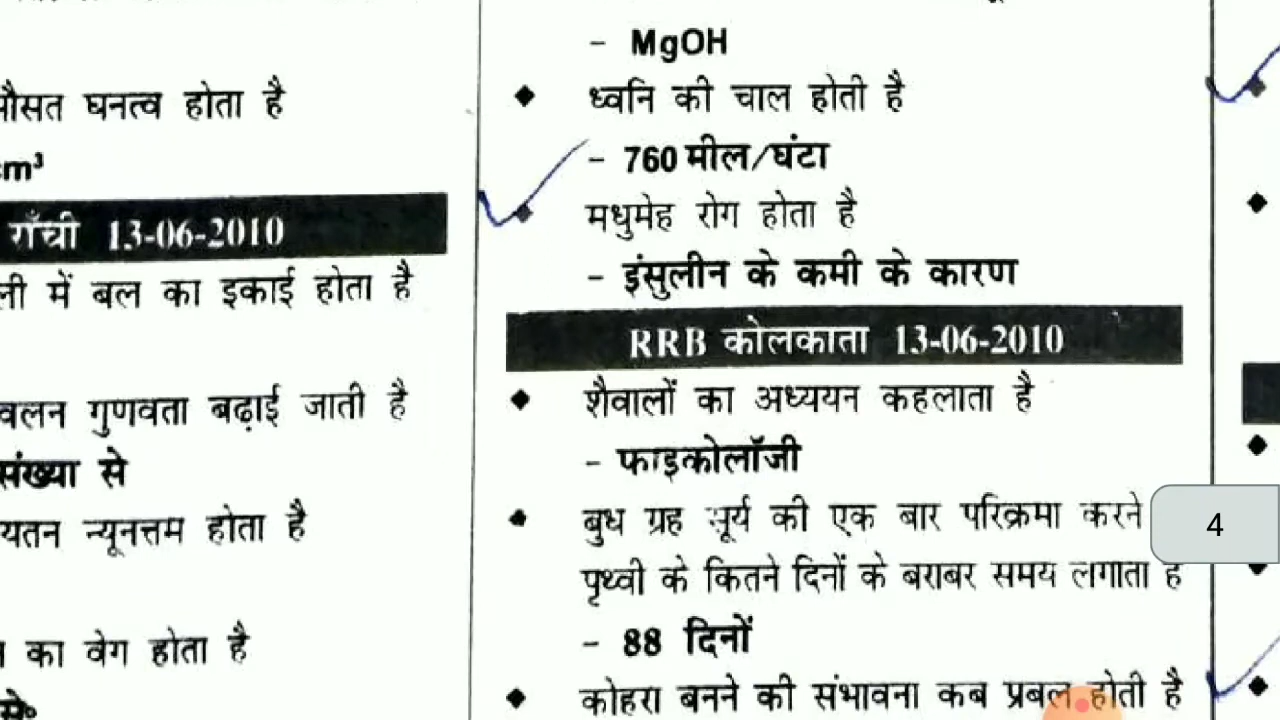 औसत घनत्व होता है
cm³
राँची 13-06-2010
ली में बल का इकाई होता है
वलन गुणवता बढ़ाई जाती है
संख्या से
यतन न्यूनत्तम होता है
का वेग होता है
से॰
- MgOH
♦ ध्वनि की चाल होती है
- 760 मील/घंटा
♦ मधुमेह रोग होता है
- इंसुलीन के कमी के कारण
RRB कोलकाता 13-06-2010
♦ शैवालों का अध्ययन कहलाता है
- फाइकोलॉजी
♦ बुध ग्रह सूर्य की एक बार परिक्रमा करने
पृथ्वी के कितने दिनों के बराबर समय लगाता है
- 88 दिनों
♦ कोहरा बनने की संभावना कब प्रबल होती है
4